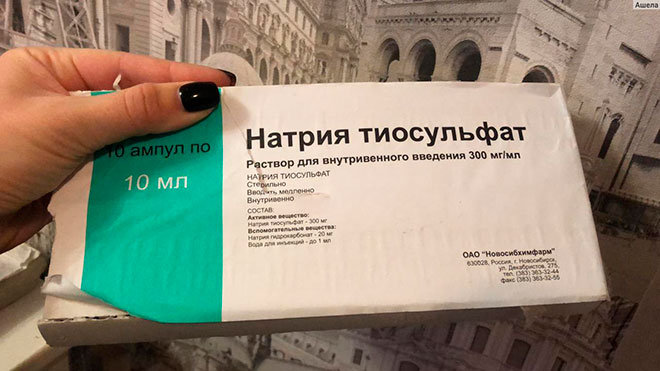 Ашела
10 ампул по
10 мл
Натрия тиосульфат
Раствор для внутривенного введения 300 мг/мл
НАТРИЯ ТИОСУЛЬФАТ
Стерильно
Вводить медленно
Внутривенно
СОСТАВ:
Активное вещество:
Натрия тиосульфат - 300 мг
Вспомогательные вещества:
Натрия гидрокарбонат - 20 мг
Вода для инъекций - до 1 мл
ОАО "Новосибхимфарм"
630028, Россия, г. Новосибирск,
ул. Декабристов, 275,
тел. (383) 363-32-44
факс (383) 363-32-55